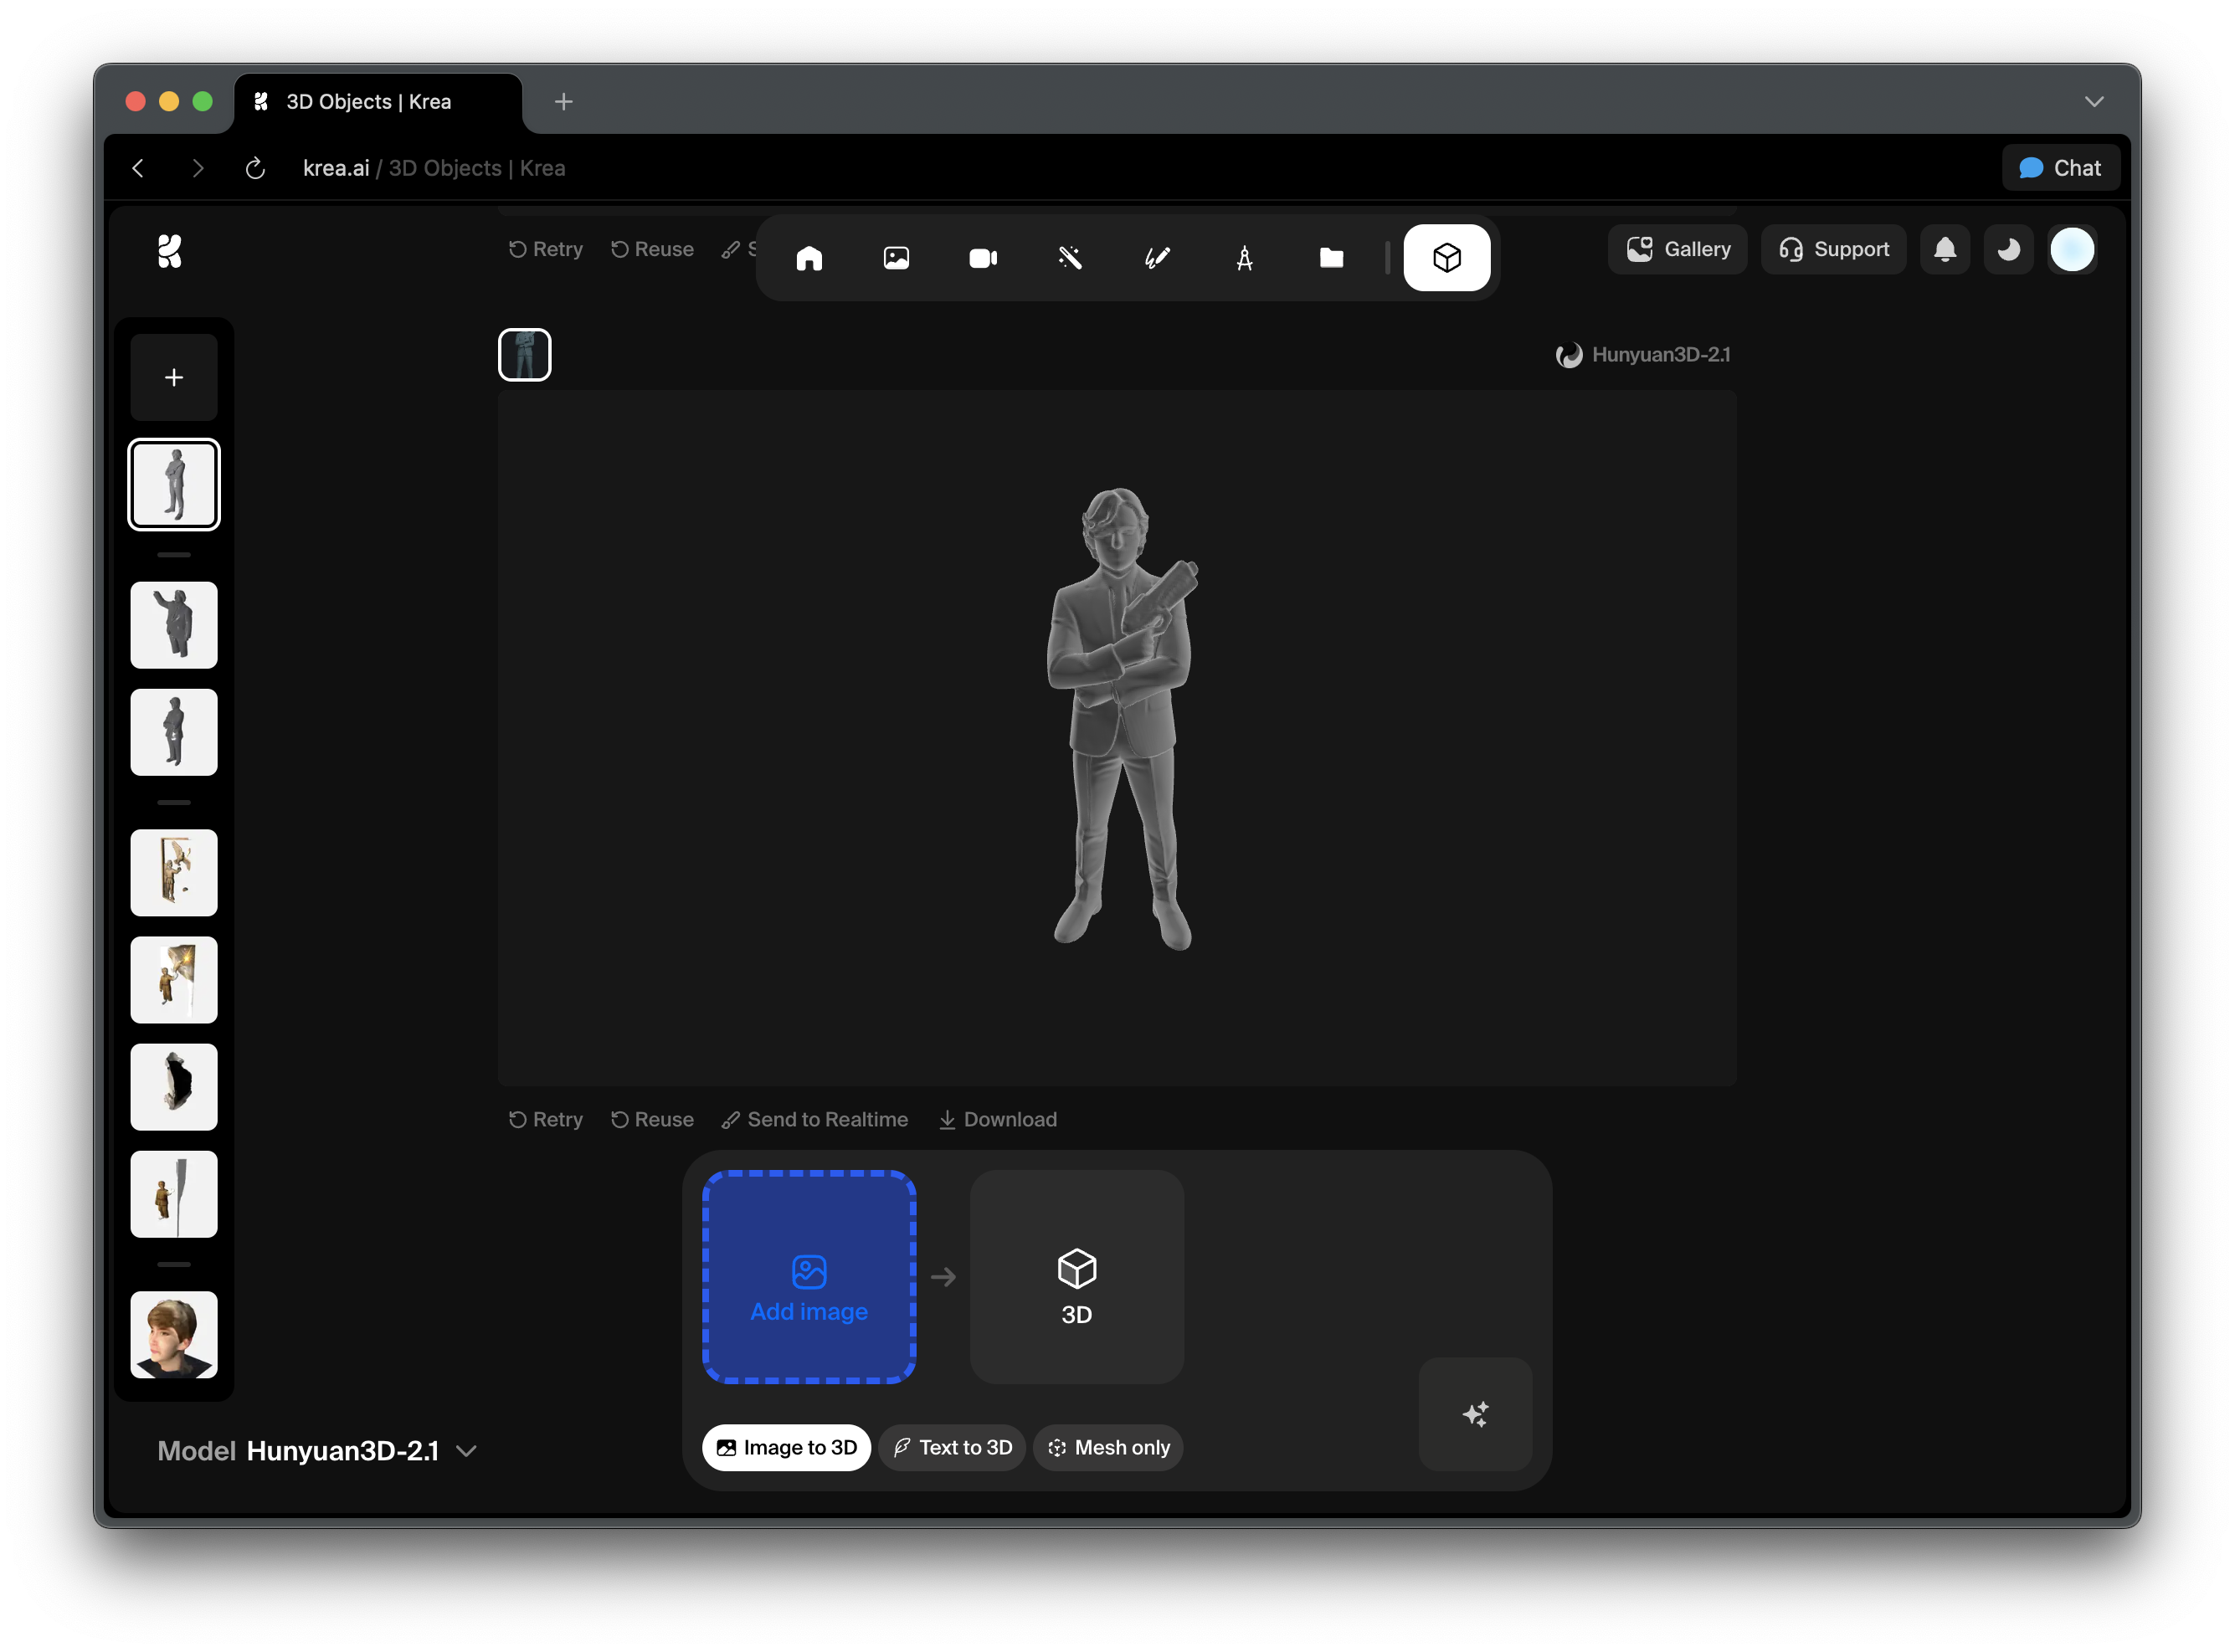 3D Objects | Krea
krea.ai / 3D Objects | Krea
Chat
Retry
Reuse
S
Gallery
Support
Hunyuan3D-2.1
Retry
Reuse
Send to Realtime
Download
Add image
3D
Image to 3D
Text to 3D
Mesh only
Model Hunyuan3D-2.1